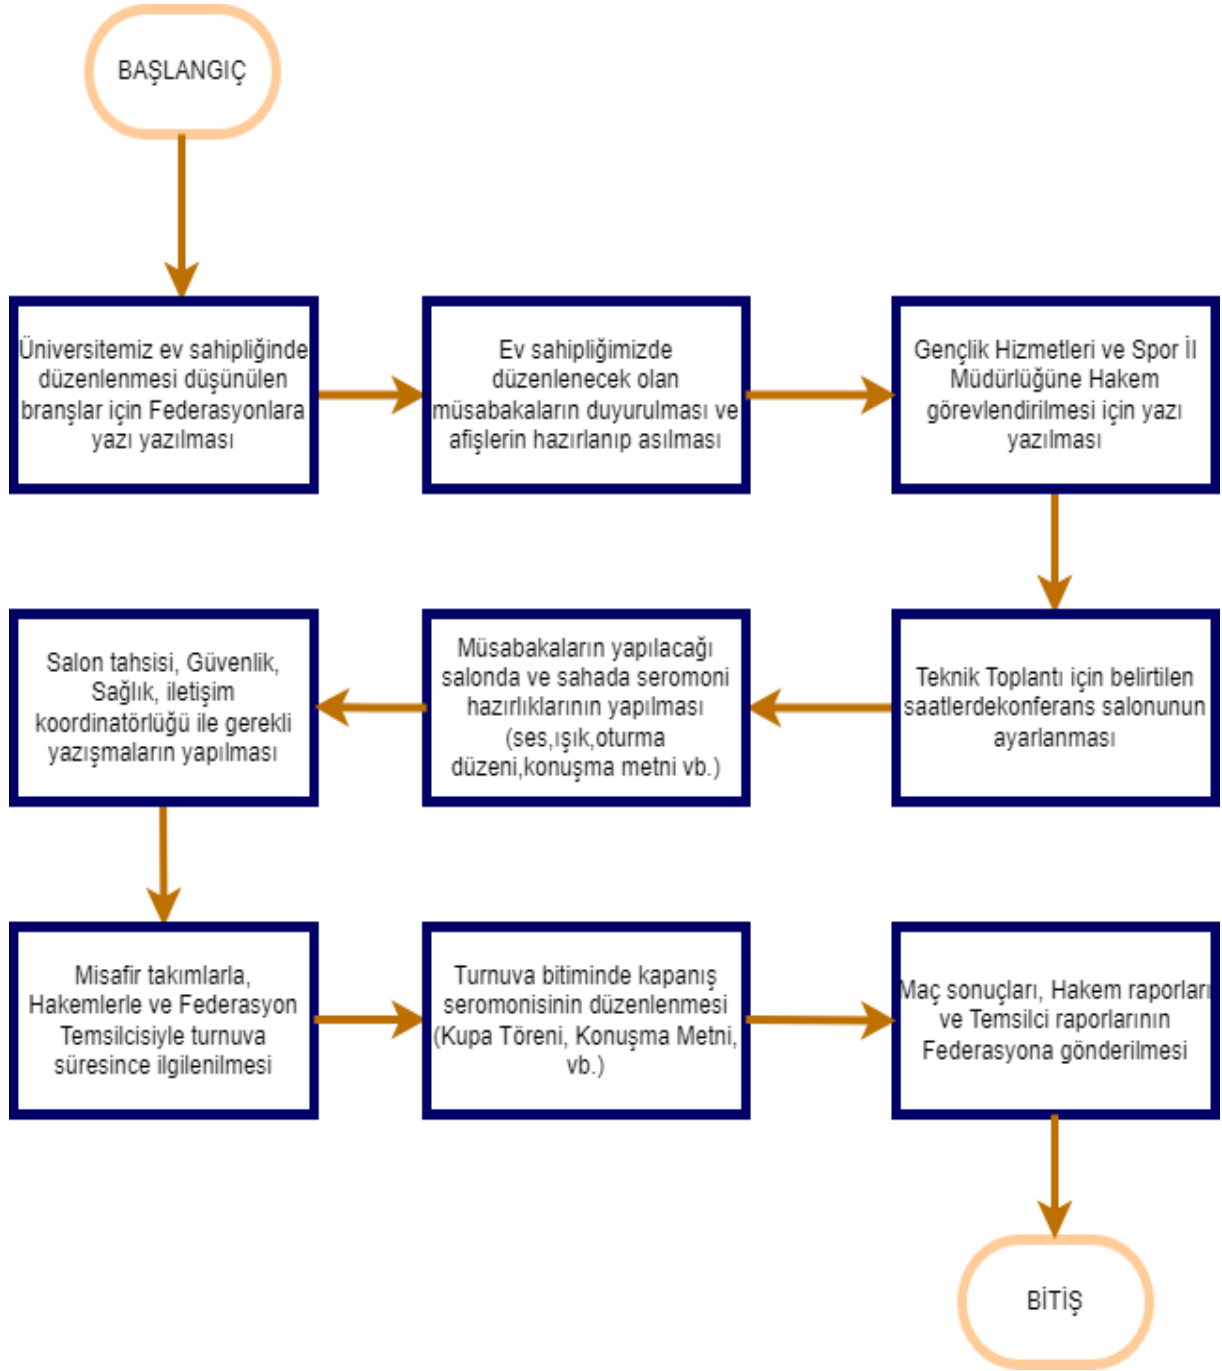 BAŞLANGIÇ
Üniversitemiz ev sahipliğinde
düzenlenmesi düşünülen
branşlar için Federasyonlara
yazı yazılması
Ev sahipliğimizde
düzenlenecek olan
müsabakaların duyurulması ve
afişlerin hazırlanıp asılması
Gençlik Hizmetleri ve Spor İl
Müdürlüğüne Hakem
görevlendirilmesi için yazı
yazılması
Teknik Toplantı için belirtilen
saatlerdekonferans salonunun
ayarlanması
Müsabakaların yapılacağı
salonda ve sahada seromoni
hazırlıklarının yapılması
(ses,ışık,oturma
düzeni,konuşma metni vb.)
Salon tahsisi, Güvenlik,
Sağlık, iletişim
koordinatörlüğü ile gerekli
yazışmaların yapılması
Misafir takımlarla,
Hakemlerle ve Federasyon
Temsilcisiyle turnuva
süresince ilgilenilmesi
Turnuva bitiminde kapanış
seromonisinin düzenlenmesi
(Kupa Töreni, Konuşma Metni,
vb.)
Maç sonuçları, Hakem raporları
ve Temsilci raporlarının
Federasyona gönderilmesi
BİTİŞ